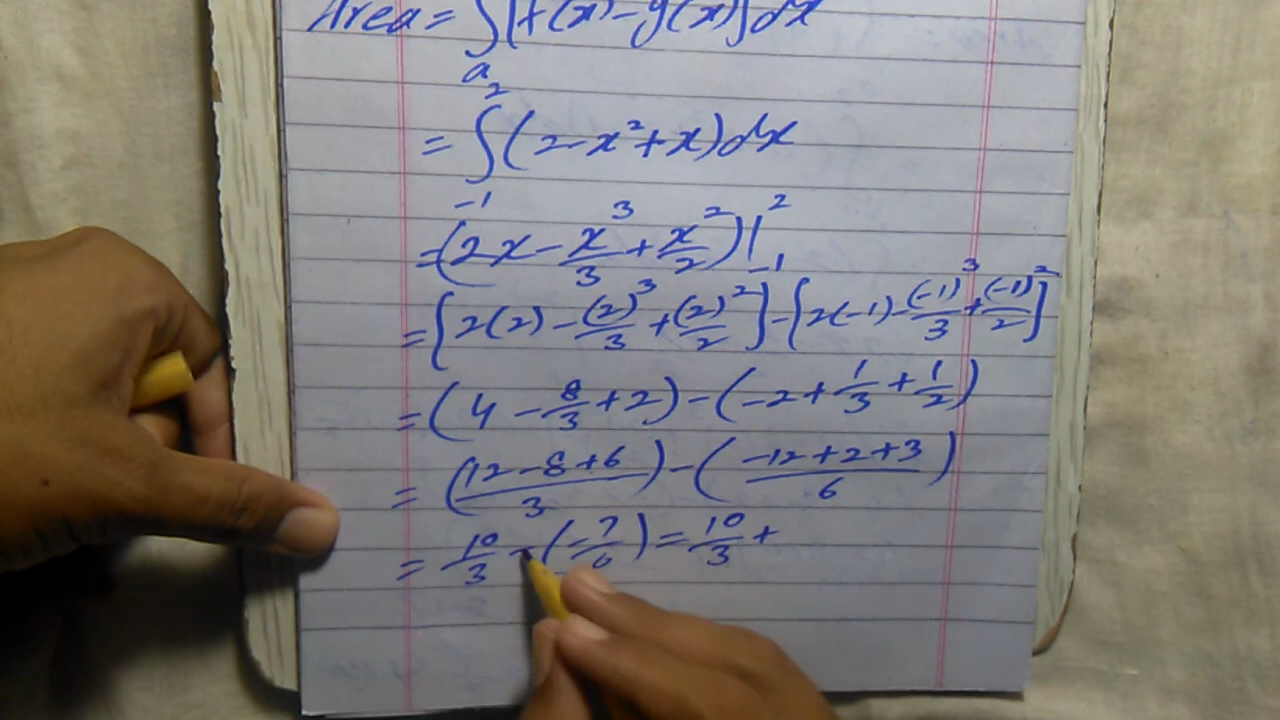 Area = ∫ [f(x) - g(x)] dx
a
= ∫₋₁² (2 - x² + x) dx
= (2x - x³/3 + x²/2) |₋₁²
= [2(2) - (2)³/3 + (2)²/2] - [2(-1) - (-1)³/3 + (-1)²/2]
= (4 - 8/3 + 2) - (-2 + 1/3 + 1/2)
= (12 - 8 + 6 / 3) - (-12 + 2 + 3 / 6)
= 10/3 - (-7/6) = 10/3 +